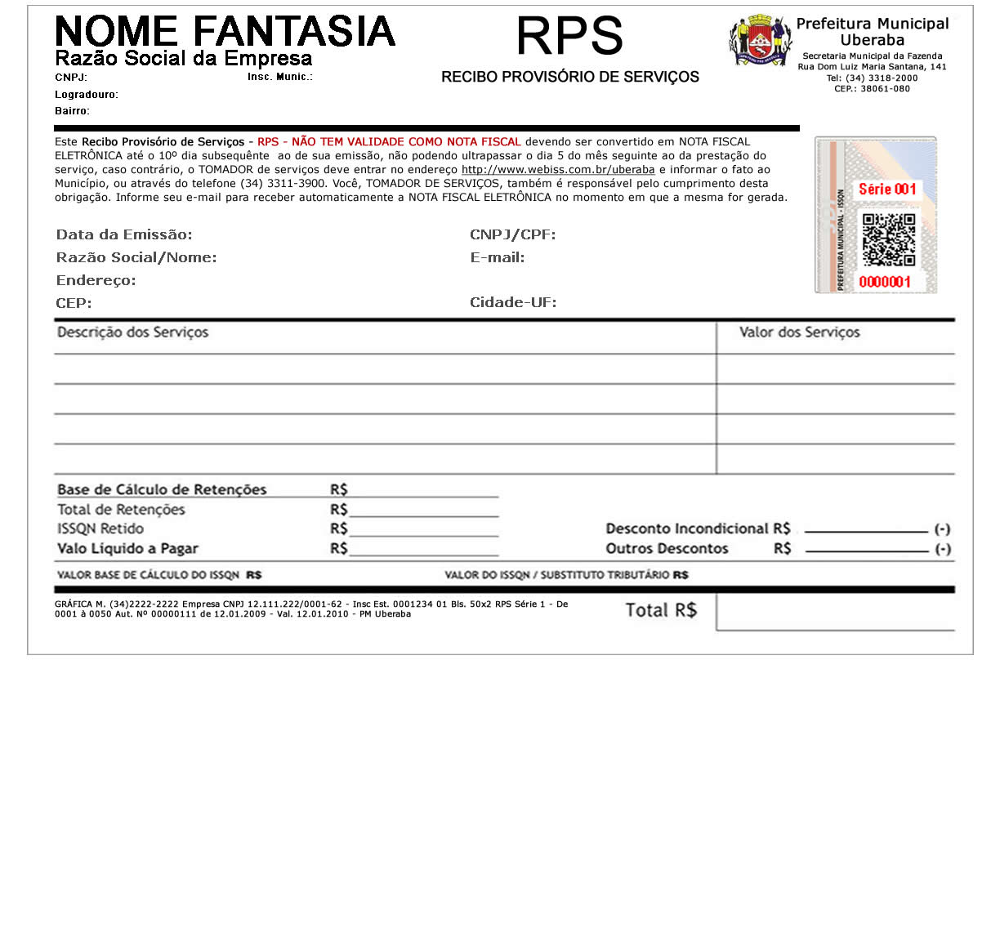 NOME FANTASIA
Razão Social da Empresa
CNPJ: Insc. Munic.:
Logradouro:
Bairro:
RPS
RECIBO PROVISÓRIO DE SERVIÇOS
Prefeitura Municipal
Uberaba
Secretaria Municipal da Fazenda
Rua Dom Luiz Maria Santana, 141
Tel: (34) 3318-2000
CEP.: 38061-080
Este Recibo Provisório de Serviços - RPS - NÃO TEM VALIDADE COMO NOTA FISCAL devendo ser convertido em NOTA FISCAL
ELETRÔNICA até o 10º dia subsequênte ao de sua emissão, não podendo ultrapassar o dia 5 do mês seguinte ao da prestação do
serviço, caso contrário, o TOMADOR de serviços deve entrar no endereço http://www.webiss.com.br/uberaba e informar o fato ao
Município, ou através do telefone (34) 3311-3900. Você, TOMADOR DE SERVIÇOS, também é responsável pelo cumprimento desta
obrigação. Informe seu e-mail para receber automaticamente a NOTA FISCAL ELETRÔNICA no momento em que a mesma for gerada.
Série 001
PREFEITURA MUNICIPAL - ISSQN
0000001
Data da Emissão: CNPJ/CPF:
Razão Social/Nome: E-mail:
Endereço:
CEP: Cidade-UF:
Descrição dos Serviços Valor dos Serviços
Base de Cálculo de Retenções R$
Total de Retenções R$
ISSQN Retido R$ Desconto Incondicional R$ (-)
Valo Líquido a Pagar R$ Outros Descontos R$ (-)
VALOR BASE DE CÁLCULO DO ISSQN R$ VALOR DO ISSQN / SUBSTITUTO TRIBUTÁRIO R$
GRÁFICA M. (34)2222-2222 Empresa CNPJ 12.111.222/0001-62 - Insc Est. 0001234 01 Bls. 50x2 RPS Série 1 - De
0001 à 0050 Aut. Nº 00000111 de 12.01.2009 - Val. 12.01.2010 - PM Uberaba
Total R$